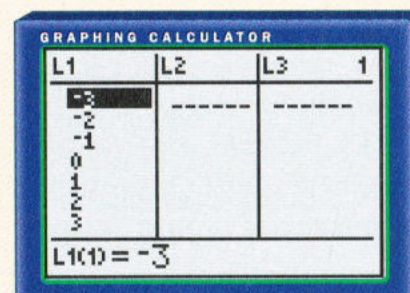 GRAPHING CALCULATOR
L1 L2 L3 1
-3 ------ ------
-2
-1
0
1
2
3
L1(1) = -3